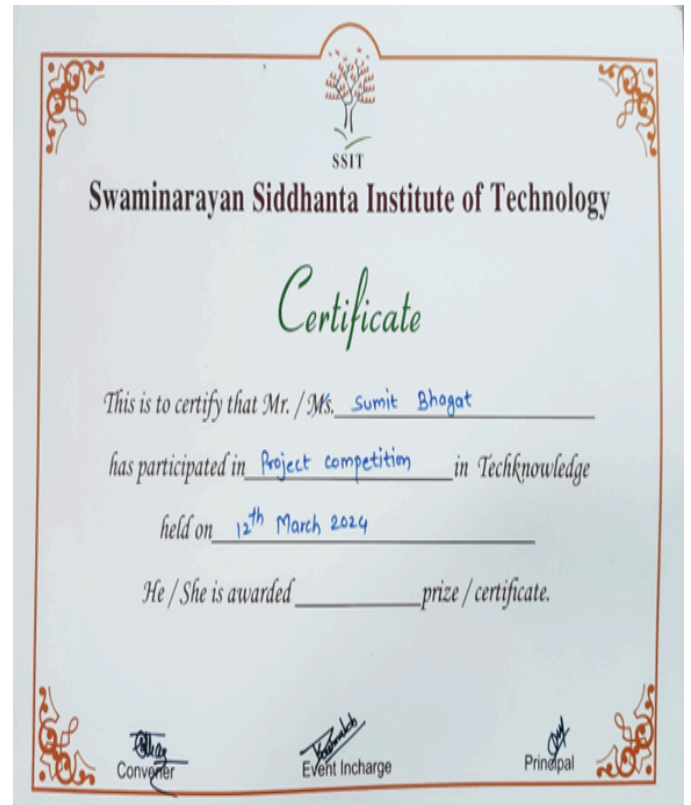 SSIT
Swaminarayan Siddhanta Institute of Technology
Certificate
This is to certify that Mr. / Ms. Sumit Bhagat
has participated in Project competition in Techknowledge
held on 12th March 2024
He / She is awarded prize / certificate.
Convener Event Incharge Principal